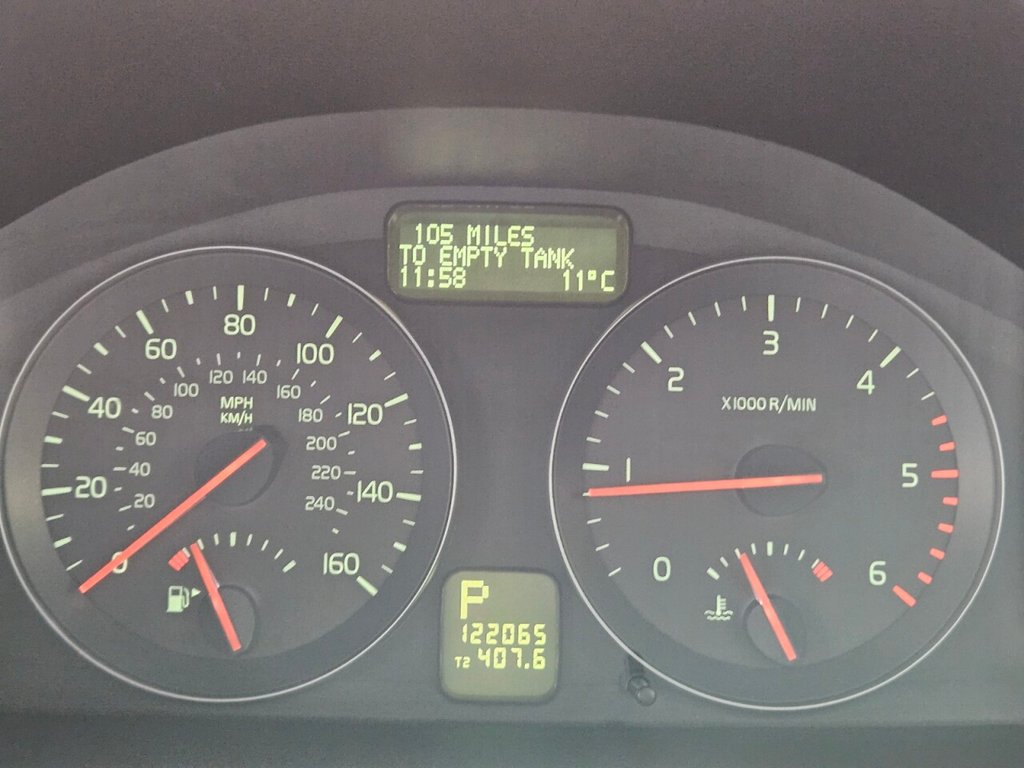 105 MILES
TO EMPTY TANK
11:58 11°C
0 20 40 60 80 100 120 140 160
MPH
KM/H
20 40 60 80 100 120 140 160 180 200 220 240
0 1 2 3 4 5 6
X1000 R/MIN
P
122065
T2 407.6